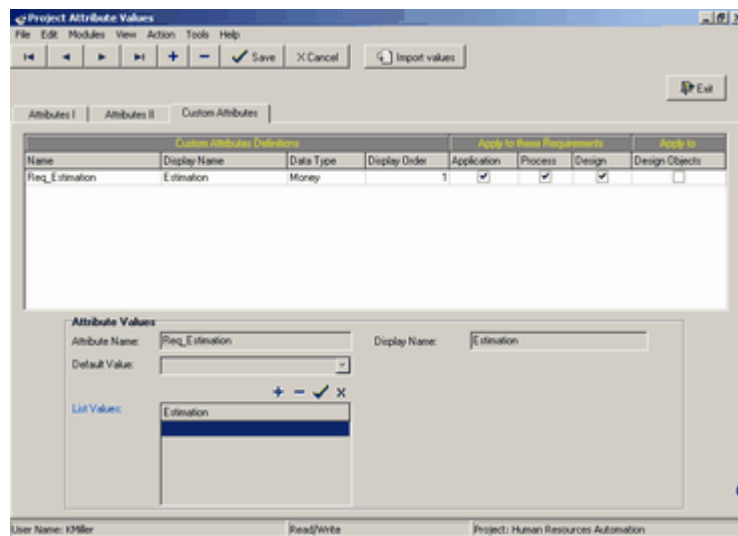 Project Attribute Values
File Edit Modules View Action Tools Help
Save X Cancel Import values
Exit
Attributes I Attributes II Custom Attributes
Custom Attributes Definitions Apply to these Requirements Apply to
Name Display Name Data Type Display Order Application Process Design Design Objects
Req_Estimation Estimation Money 1
Attribute Values
Attribute Name: Req_Estimation Display Name: Estimation
Default Value:
List Values: Estimation
User Name: KMiller Read/Write Project: Human Resources Automation